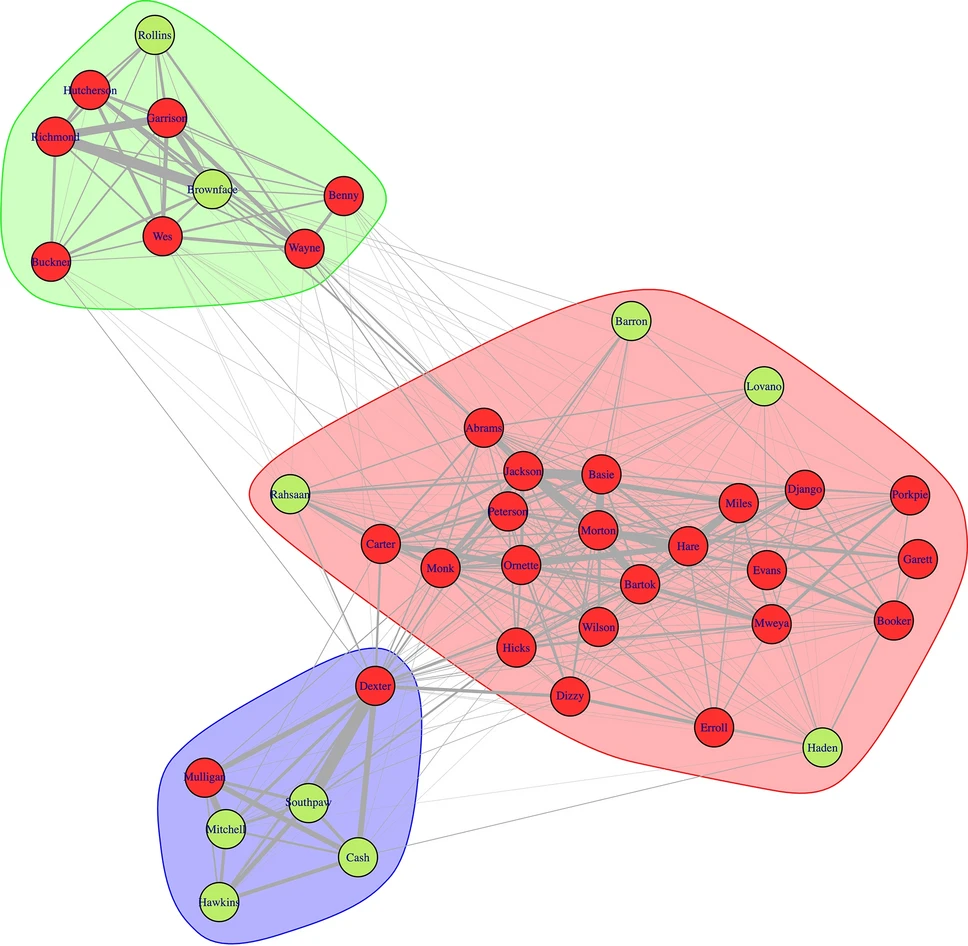 Rollins
Hutcherson
Garrison
Richmond
Brownface
Benny
Wes
Wayne
Buckner
Barron
Lovano
Abrams
Jackson
Basie
Rahsaan
Django
Porkpie
Miles
Peterson
Morton
Carter
Hare
Garett
Monk
Ornette
Evans
Bartok
Booker
Mweya
Wilson
Hicks
Dexter
Dizzy
Erroll
Haden
Mulligan
Southpaw
Mitchell
Cash
Hawkins